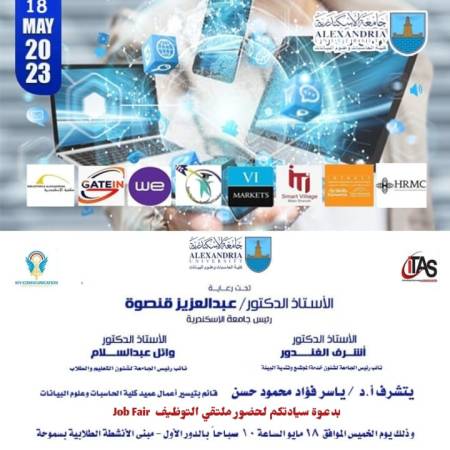 18
MAY
20
23
جامعة الإسكندرية
ALEXANDRIA
كلية الحاسبات وعلوم البيانات
GATEIN
we
VI
MARKETS
iTi
Smart Village
HRMC
جامعة الإسكندرية
ALEXANDRIA
UNIVERSITY
كلية الحاسبات وعلوم البيانات
ITAS
تحت رعاية
الأستاذ الدكتور/ عبدالعزيز قنصوة
رئيس جامعة الإسكندرية
الأستاذ الدكتور
أشرف الغندور
نائب رئيس الجامعة لشئون خدمة المجتمع وتنمية البيئة
الأستاذ الدكتور
وائل عبدالسلام
نائب رئيس الجامعة لشئون التعليم والطلاب
يتشرف أ.د / ياسر فؤاد محمود حسن قائم بتيسير أعمال عميد كلية الحاسبات وعلوم البيانات
بدعوة سيادتكم لحضور ملتقي التوظيف Job Fair
وذلك يوم الخميس الموافق ١٨ مايو الساعة ١٠ صباحاً بالدور الأول - مبنى الأنشطة الطلابية بسموحة